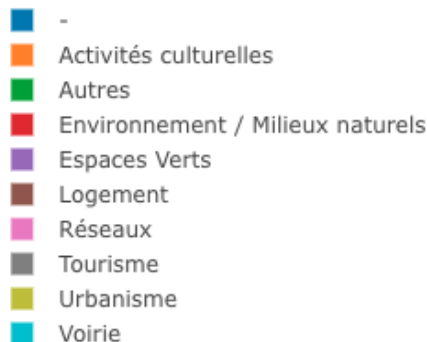 -
Activités culturelles
Autres
Environnement / Milieux naturels
Espaces Verts
Logement
Réseaux
Tourisme
Urbanisme
Voirie